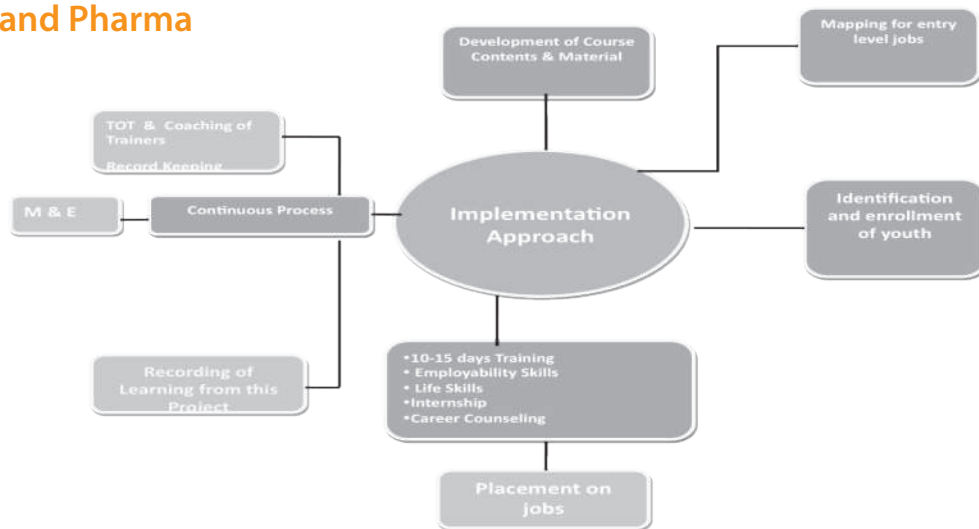 and Pharma
Development of Course
Contents & Material
Mapping for entry
level jobs
TOT & Coaching of
Trainers
Record Keeping
M & E
Continuous Process
Implementation
Approach
Identification
and enrollment
of youth
•10-15 days Training
• Employability Skills
• Life Skills
•Internship
•Career Counseling
Recording of
Learning from this
Project
Placement on
jobs